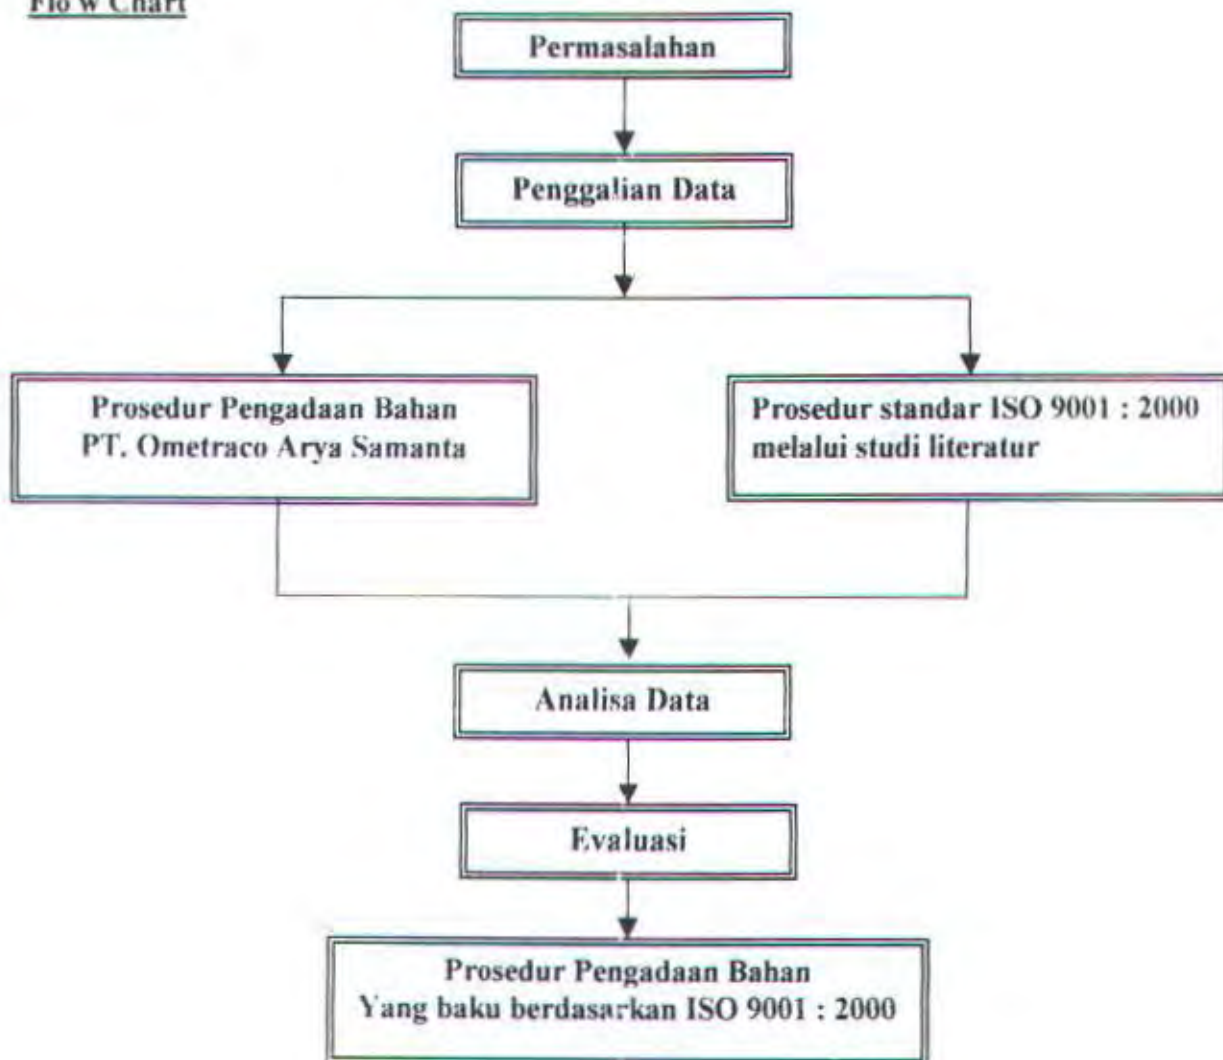 Flow Chart
Permasalahan
Penggalian Data
Prosedur Pengadaan Bahan
PT. Ometraco Arya Samanta
Prosedur standar ISO 9001 : 2000
melalui studi literatur
Analisa Data
Evaluasi
Prosedur Pengadaan Bahan
Yang baku berdasarkan ISO 9001 : 2000